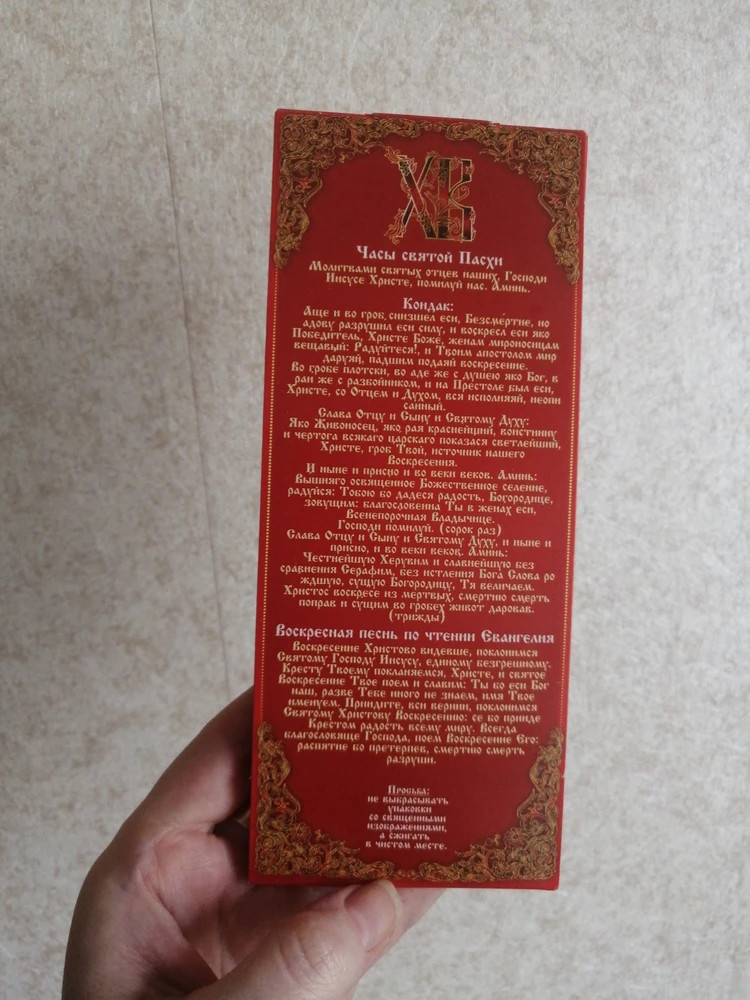 ХВ
Часы святой Пасхи
Молитвами святых отцев наших, Господи
Иисусе Христе, помилуй нас. Аминь.
Кондак:
Аще и во гроб снизшел еси, Безсмертне, но
адову разрушил еси силу, и воскресл еси яко
Победитель, Христе Боже, женам мироносицам
вещавый: Радуйтеся!, и Твоим апостолом мир
даруяй, падшим подаяй воскресение.
Во гробе плотски, во аде же с душею яко Бог, в
раи же с разбойником, и на Престоле был еси,
Христе, со Отцем и Духом, вся исполняяй, неопи
санный.
Слава Отцу и Сыну и Святому Духу:
Яко Живоносец, яко рая краснейший, воистинну
и чертога всякаго царскаго показася светлейший,
Христе, гроб Твой, источник нашего
Воскресения.
И ныне и присно и во веки веков. Аминь:
Вышняго освященное Божественное селение,
радуйся: Тобою бо дадеся радость, Богородице,
зовущим: благословенна Ты в женах еси,
Всенепорочная Владычице.
Господи помилуй. (сорок раз)
Слава Отцу и Сыну и Святому Духу, и ныне и
присно, и во веки веков. Аминь:
Честнейшую Херувим и славнейшую без
сравнения Серафим, без истления Бога Слова ро
ждшую, сущую Богородицу, Тя величаем.
Христос воскресе из мертвых, смертию смерть
поправ и сущим во гробех живот даровав.
(трижды)
Воскресная песнь по чтении Евангелия
Воскресение Христово видевше, поклонимся
Святому Господу Иисусу, единому безгрешному.
Кресту Твоему покланяемся, Христе, и святое
Воскресение Твое поем и славим: Ты бо еси Бог
наш, разве Тебе иного не знаем, имя Твое
именуем. Приидите, вси вернии, поклонимся
Святому Христову Воскресению: се бо прииде
Крестом радость всему миру. Всегда
благословяще Господа, поем Воскресение Его:
распятие бо претерпев, смертию смерть
разруши.
Просьба:
не выбрасывать
упаковки
со священными
изображениями,
а сжигать
в чистом месте.